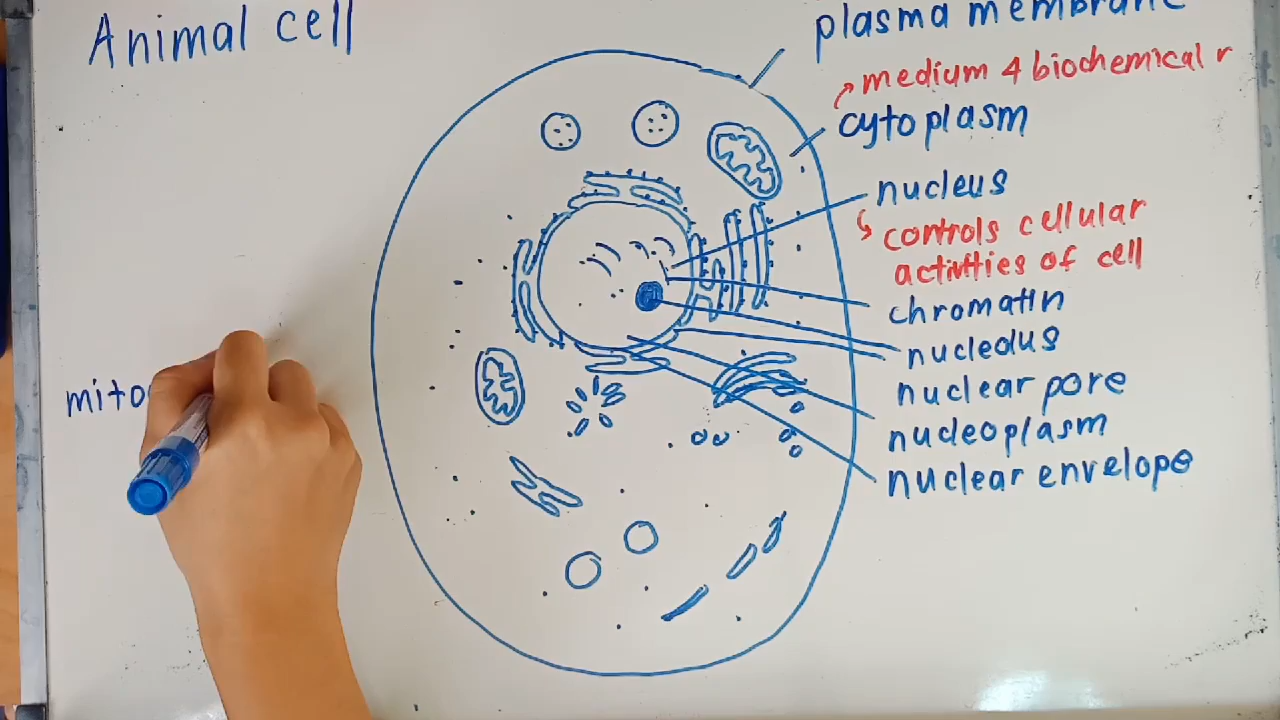 Animal cell
plasma membrane
medium 4 biochemical r
cytoplasm
nucleus
controls cellular
activities of cell
chromatin
nucleolus
nuclear pore
nucleoplasm
nuclear envelope
mito